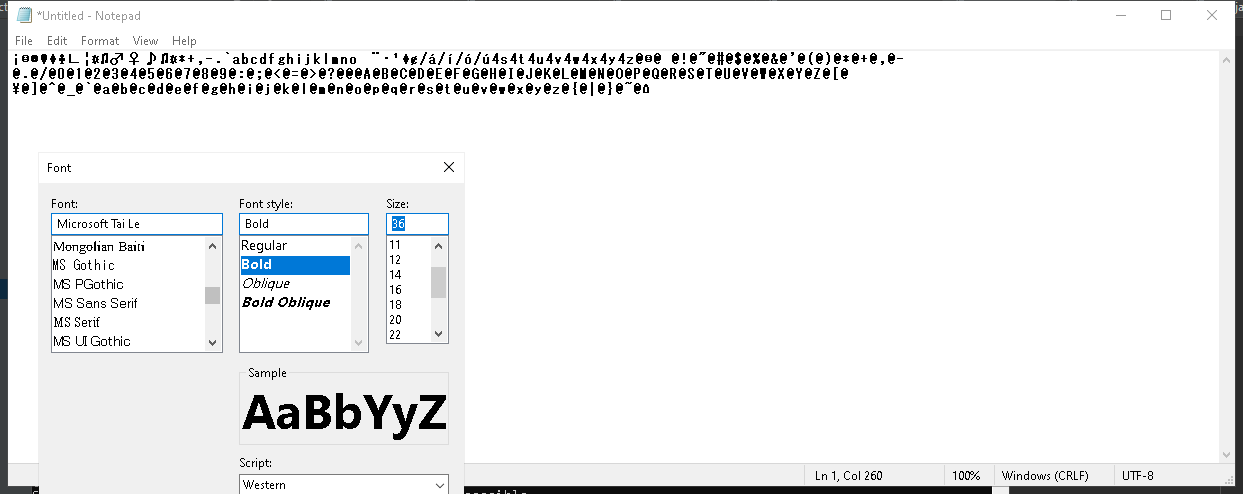 *Untitled - Notepad
File Edit Format View Help
`abcdfghijklmno
@.@/@0@1@2@3@4@5@6@7@8@9@:@;@<@=@>@?@@@A@B@C@D@E@F@G@H@I@J@K@L@M@N@O@P@Q@R@S@T@U@V@W@X@Y@Z@[@
¥@]@^@_@`@a@b@c@d@e@f@g@h@i@j@k@l@m@n@o@p@q@r@s@t@u@v@w@x@y@z@{@|@}@~@⌂
Font
Font: Font style: Size:
Microsoft Tai Le Bold 36
Mongolian Baiti Regular 11
MS Gothic Bold 12
MS PGothic Oblique 14
MS Sans Serif Bold Oblique 16
MS Serif 18
MS UI Gothic 20
22
Sample
AaBbYyZ
Script:
Western
Ln 1, Col 260 100% Windows (CRLF) UTF-8